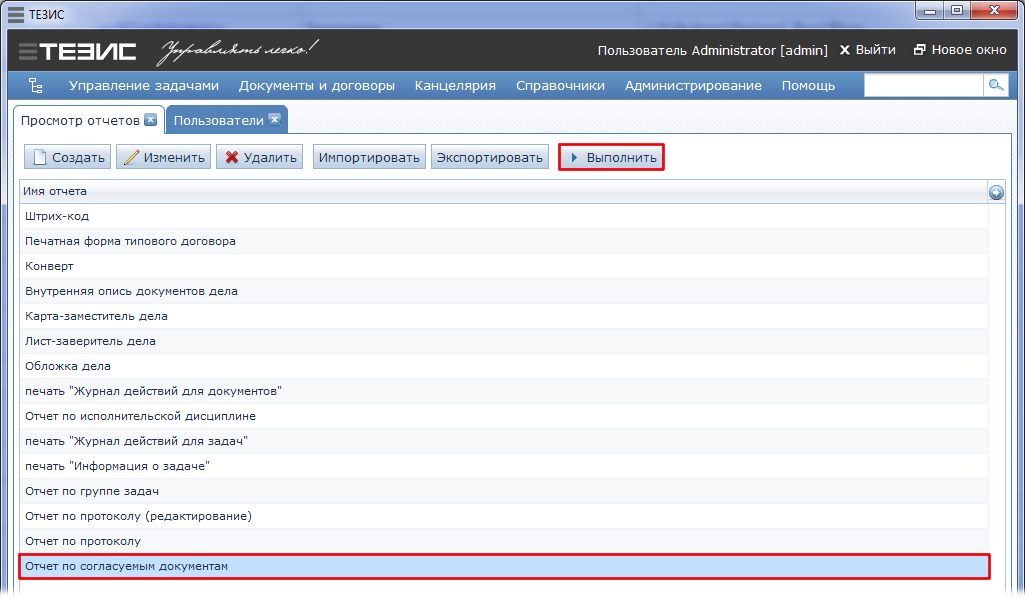 ТЕЗИС
ТЕЗИС Управлять легко! Пользователь Administrator [admin] Выйти Новое окно
Управление задачами Документы и договоры Канцелярия Справочники Администрирование Помощь
Просмотр отчетов Пользователи
Создать Изменить Удалить Импортировать Экспортировать Выполнить
Имя отчета
Штрих-код
Печатная форма типового договора
Конверт
Внутренняя опись документов дела
Карта-заместитель дела
Лист-заверитель дела
Обложка дела
печать "Журнал действий для документов"
Отчет по исполнительской дисциплине
печать "Журнал действий для задач"
печать "Информация о задаче"
Отчет по группе задач
Отчет по протоколу (редактирование)
Отчет по протоколу
Отчет по согласуемым документам